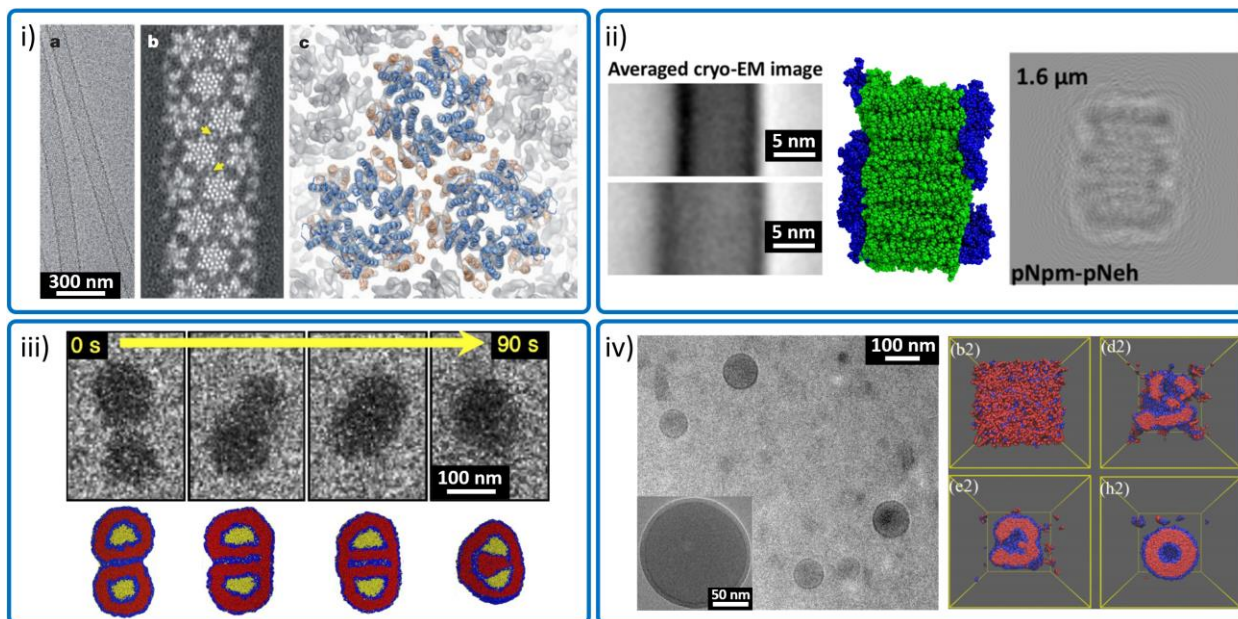 i)
a
b
c
300 nm
ii)
Averaged cryo-EM image
5 nm
5 nm
1.6 μm
pNpm-pNeh
iii)
0 s
90 s
100 nm
iv)
100 nm
50 nm
(b2)
(d2)
(e2)
(h2)